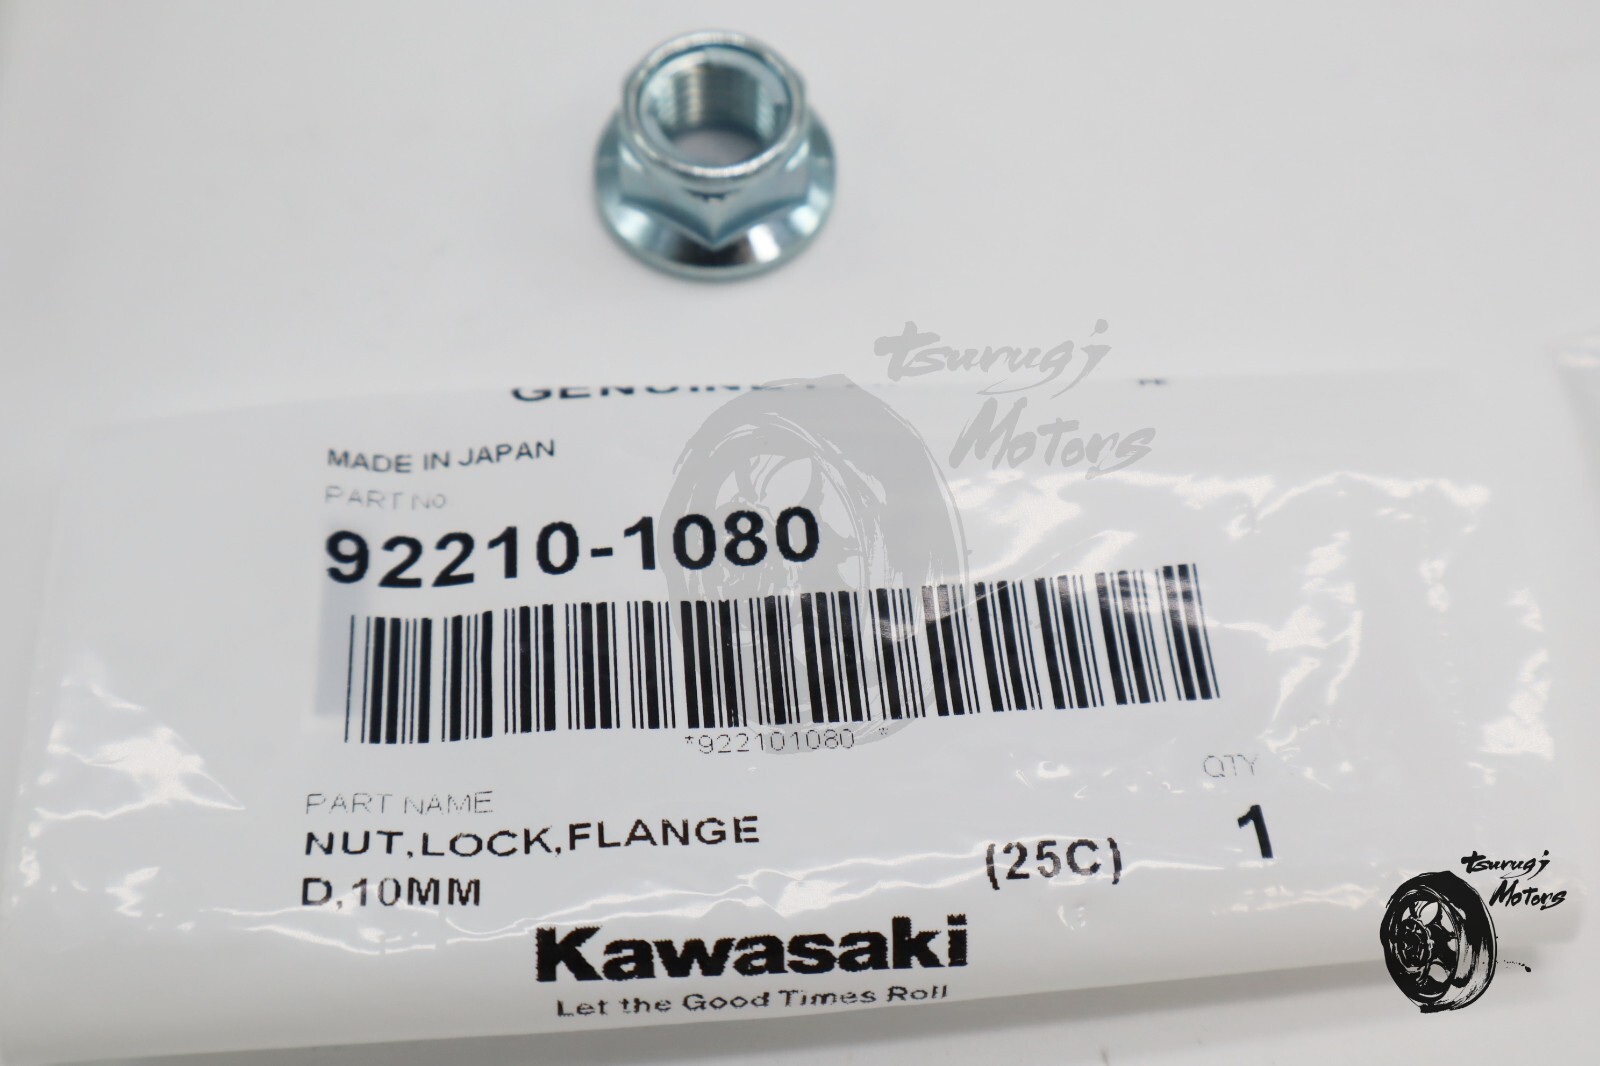 tsurugi
Motors
GENUINE
MADE IN JAPAN
PART No
92210-1080
*922101080 *
QTY
PART NAME
NUT,LOCK,FLANGE
D,10MM
(25C)
1
Kawasaki
Let the Good Times Roll
tsurugi
Motors